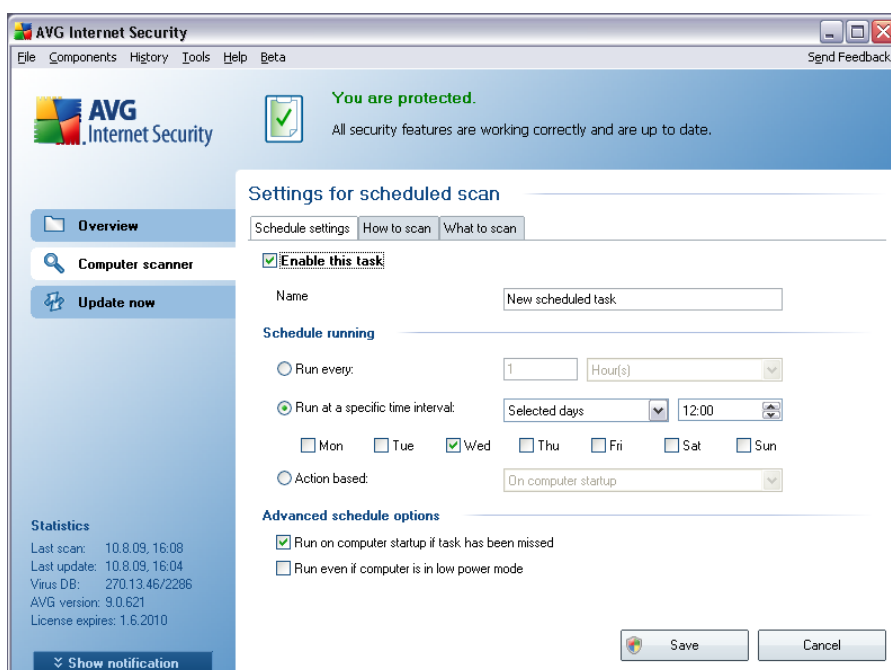 AVG Internet Security
File Components History Tools Help Beta Send Feedback
AVG
Internet Security
You are protected.
All security features are working correctly and are up to date.
Settings for scheduled scan
Overview
Computer scanner
Update now
Schedule settings How to scan What to scan
Enable this task
Name New scheduled task
Schedule running
Run every: 1 Hour(s)
Run at a specific time interval: Selected days 12:00
Mon Tue Wed Thu Fri Sat Sun
Action based: On computer startup
Advanced schedule options
Run on computer startup if task has been missed
Run even if computer is in low power mode
Statistics
Last scan: 10.8.09, 16:08
Last update: 10.8.09, 16:04
Virus DB: 270.13.46/2286
AVG version: 9.0.621
License expires: 1.6.2010
Show notification
Save Cancel